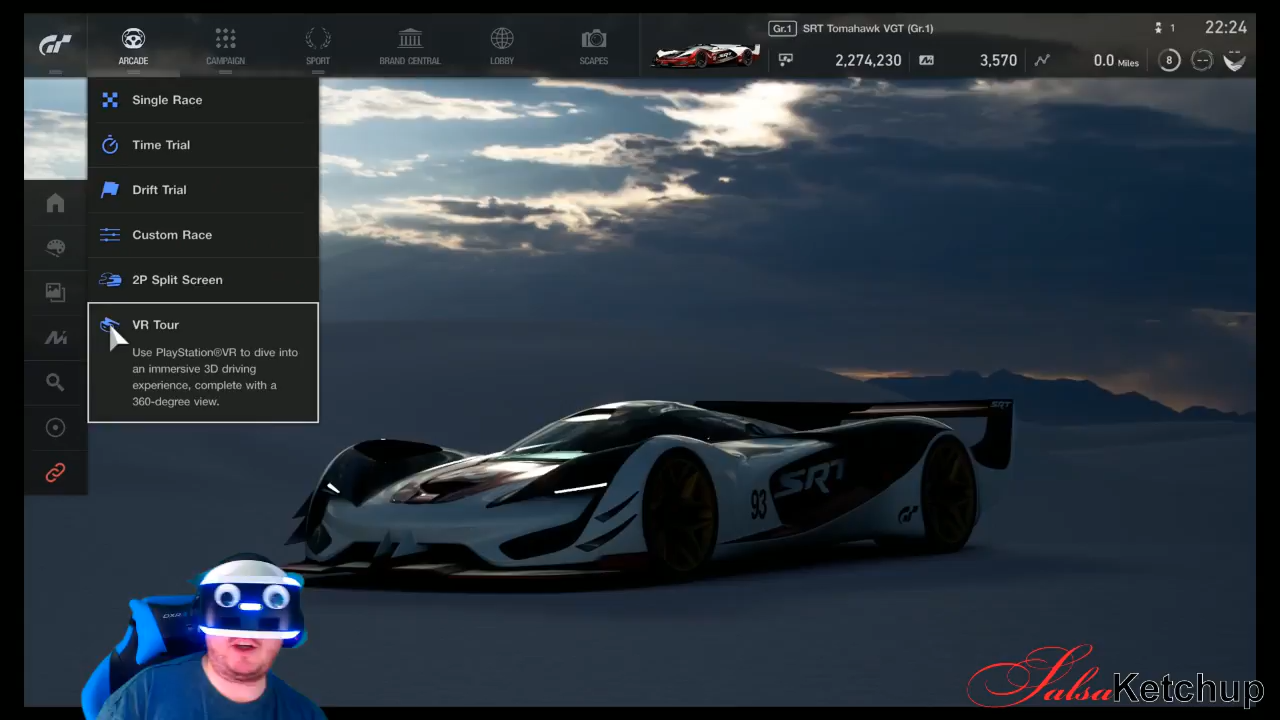 Gr.1 SRT Tomahawk VGT (Gr.1)
1
22:24
ARCADE
CAMPAIGN
SPORT
BRAND CENTRAL
LOBBY
SCAPES
2,274,230
3,570
0.0 Miles
8
--
--
Single Race
Time Trial
Drift Trial
Custom Race
2P Split Screen
VR Tour
Use PlayStation®VR to dive into
an immersive 3D driving
experience, complete with a
360-degree view.
SRT
93
SRT
GT
DXR
SalsaKetchup